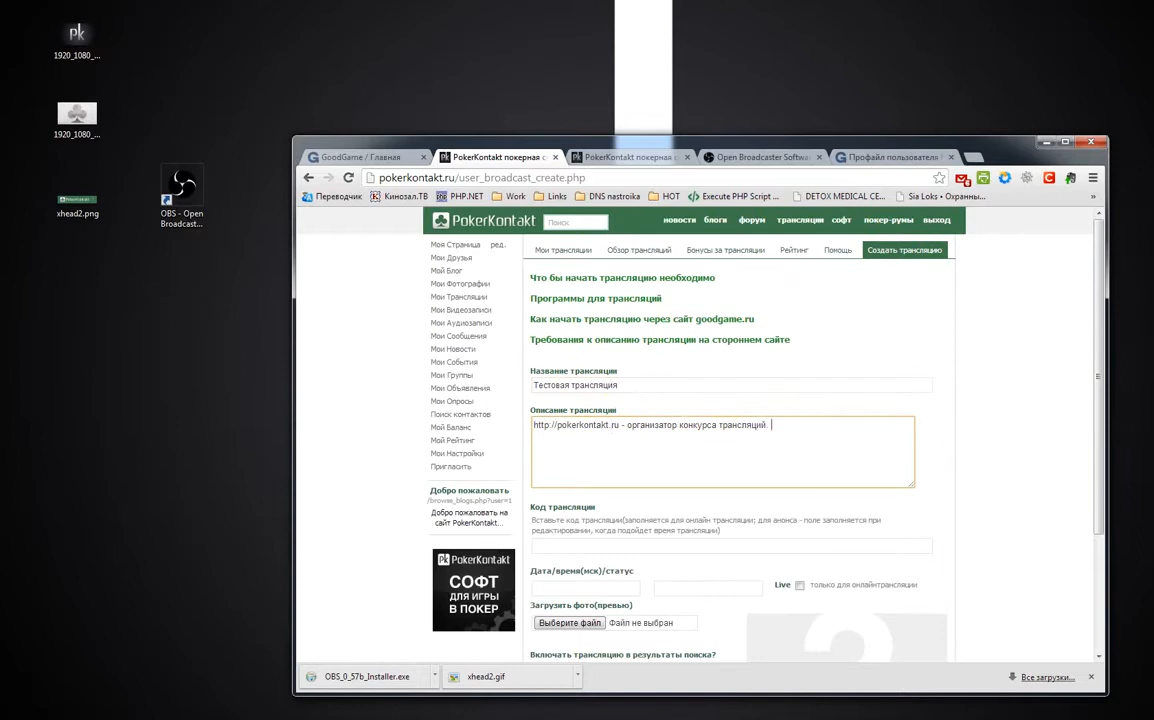 pk
1920_1080_...
1920_1080_...
xhead2.png
OBS - Open
Broadcast...
GoodGame / Главная
PokerKontakt покерная с
PokerKontakt покерная
Open Broadcaster Softwa
Профайл пользователя
pokerkontakt.ru/user_broadcast_create.php
Переводчик
Кинозал.ТВ
PHP.NET
Work
Links
DNS nastroika
HOT
Execute PHP Script ...
DETOX MEDICAL CE...
Sia Loks • Охранны...
»
PokerKontakt
Поиск
новости блоги форум трансляции софт покер-румы выход
Моя Страница ред.
Мои Друзья
Мой Блог
Мои Фотографии
Мои Трансляции
Мои Видеозаписи
Мои Аудиозаписи
Мои Сообщения
Мои Новости
Мои События
Мои Группы
Мои Объявления
Мои Опросы
Поиск контактов
Мой Баланс
Мой Рейтинг
Мои Настройки
Пригласить
Добро пожаловать
/browse_blogs.php?user=1
Добро пожаловать на
сайт PokerKontakt...
PokerKontakt
СОФТ
ДЛЯ ИГРЫ
В ПОКЕР
Мои трансляции Обзор трансляций Бонусы за трансляции Рейтинг Помощь Создать трансляцию
Что бы начать трансляцию необходимо
Программы для трансляций
Как начать трансляцию через сайт goodgame.ru
Требования к описанию трансляции на стороннем сайте
Название трансляции
Тестовая трансляция
Описание трансляции
http://pokerkontakt.ru - организатор конкурса трансляций.
Код трансляции
Вставьте код трансляции(заполняется для онлайн трансляции; для анонса - поле заполняется при
редактировании, когда подойдет время трансляции)
Дата/время(мск)/статус
Live только для онлайнтрансляции
Загрузить фото(превью)
Выберите файл Файл не выбран
?
Включать трансляцию в результаты поиска?
OBS_0_57b_Installer.exe
xhead2.gif
Все загрузки...